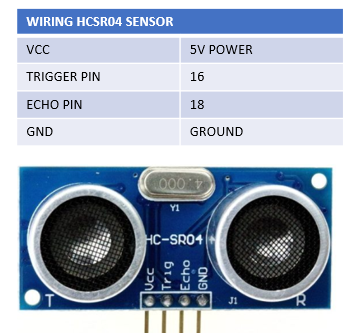 WIRING HCSR04 SENSOR
VCC 5V POWER
TRIGGER PIN 16
ECHO PIN 18
GND GROUND
4.000
Y1
HC-SR04
Vcc Trig Echo GND
T J1 R